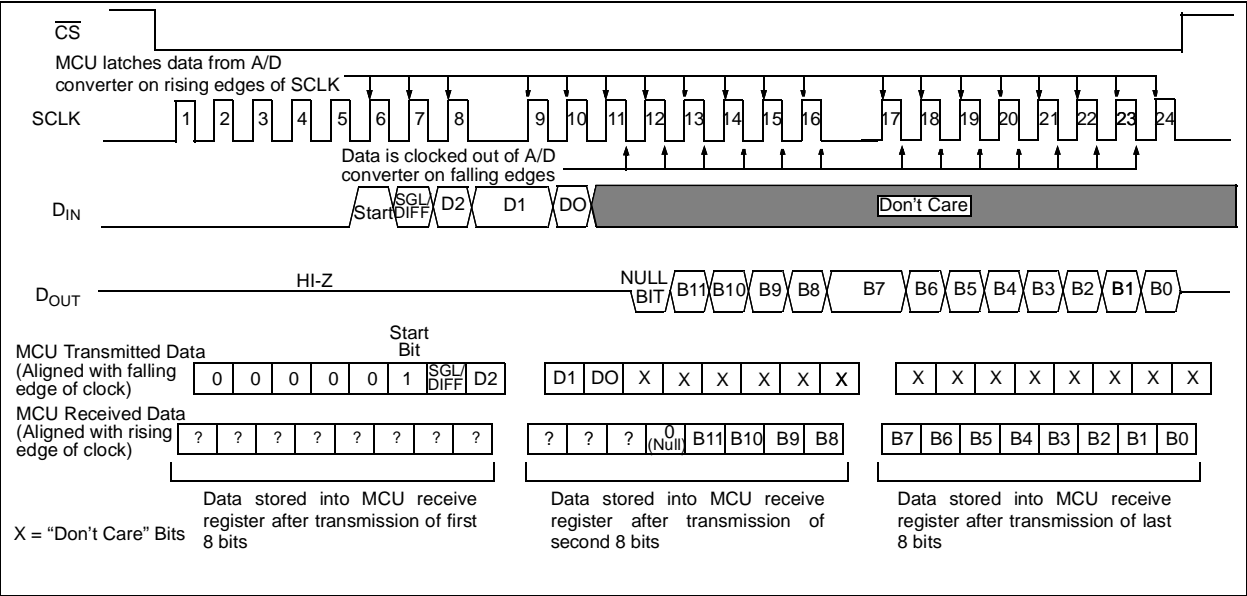 CS
MCU latches data from A/D
converter on rising edges of SCLK
SCLK
1 2 3 4 5 6 7 8 9 10 11 12 13 14 15 16 17 18 19 20 21 22 23 24
Data is clocked out of A/D
converter on falling edges
DIN
Start SGL/DIFF D2 D1 DO Don't Care
HI-Z
DOUT
NULL BIT B11 B10 B9 B8 B7 B6 B5 B4 B3 B2 B1 B0
Start
Bit
MCU Transmitted Data
(Aligned with falling
edge of clock)
0 0 0 0 0 1 SGL/DIFF D2 D1 DO X X X X X X X X X X X X X X
MCU Received Data
(Aligned with rising
edge of clock)
? ? ? ? ? ? ? ? ? ? ? 0 (Null) B11 B10 B9 B8 B7 B6 B5 B4 B3 B2 B1 B0
Data stored into MCU receive
register after transmission of first
8 bits
Data stored into MCU receive
register after transmission of
second 8 bits
Data stored into MCU receive
register after transmission of last
8 bits
X = “Don't Care” Bits